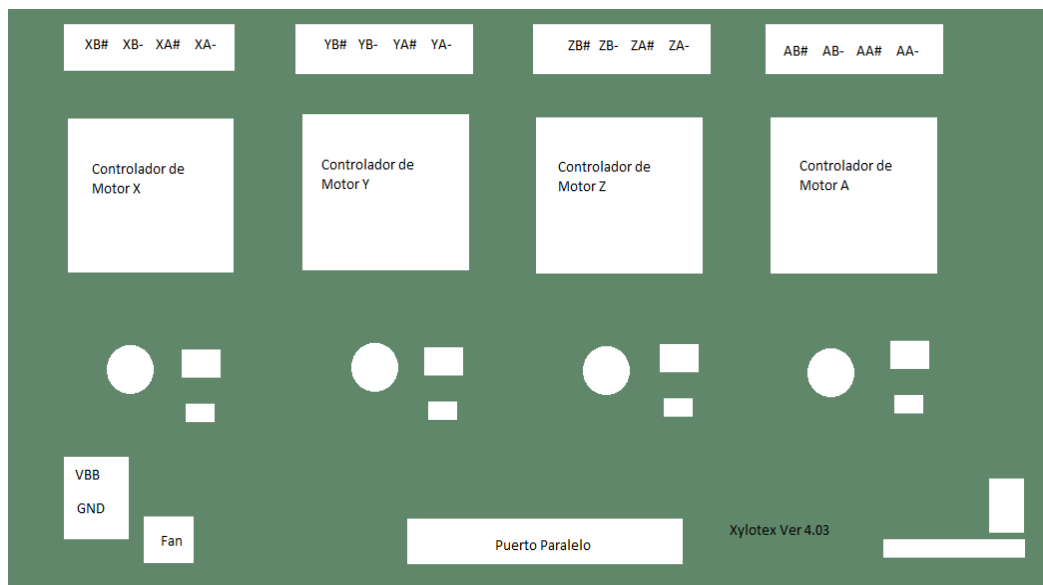 XB# XB- XA# XA-
YB# YB- YA# YA-
ZB# ZB- ZA# ZA-
AB# AB- AA# AA-
Controlador de
Motor X
Controlador de
Motor Y
Controlador de
Motor Z
Controlador de
Motor A
VBB
GND
Fan
Puerto Paralelo
Xylotex Ver 4.03